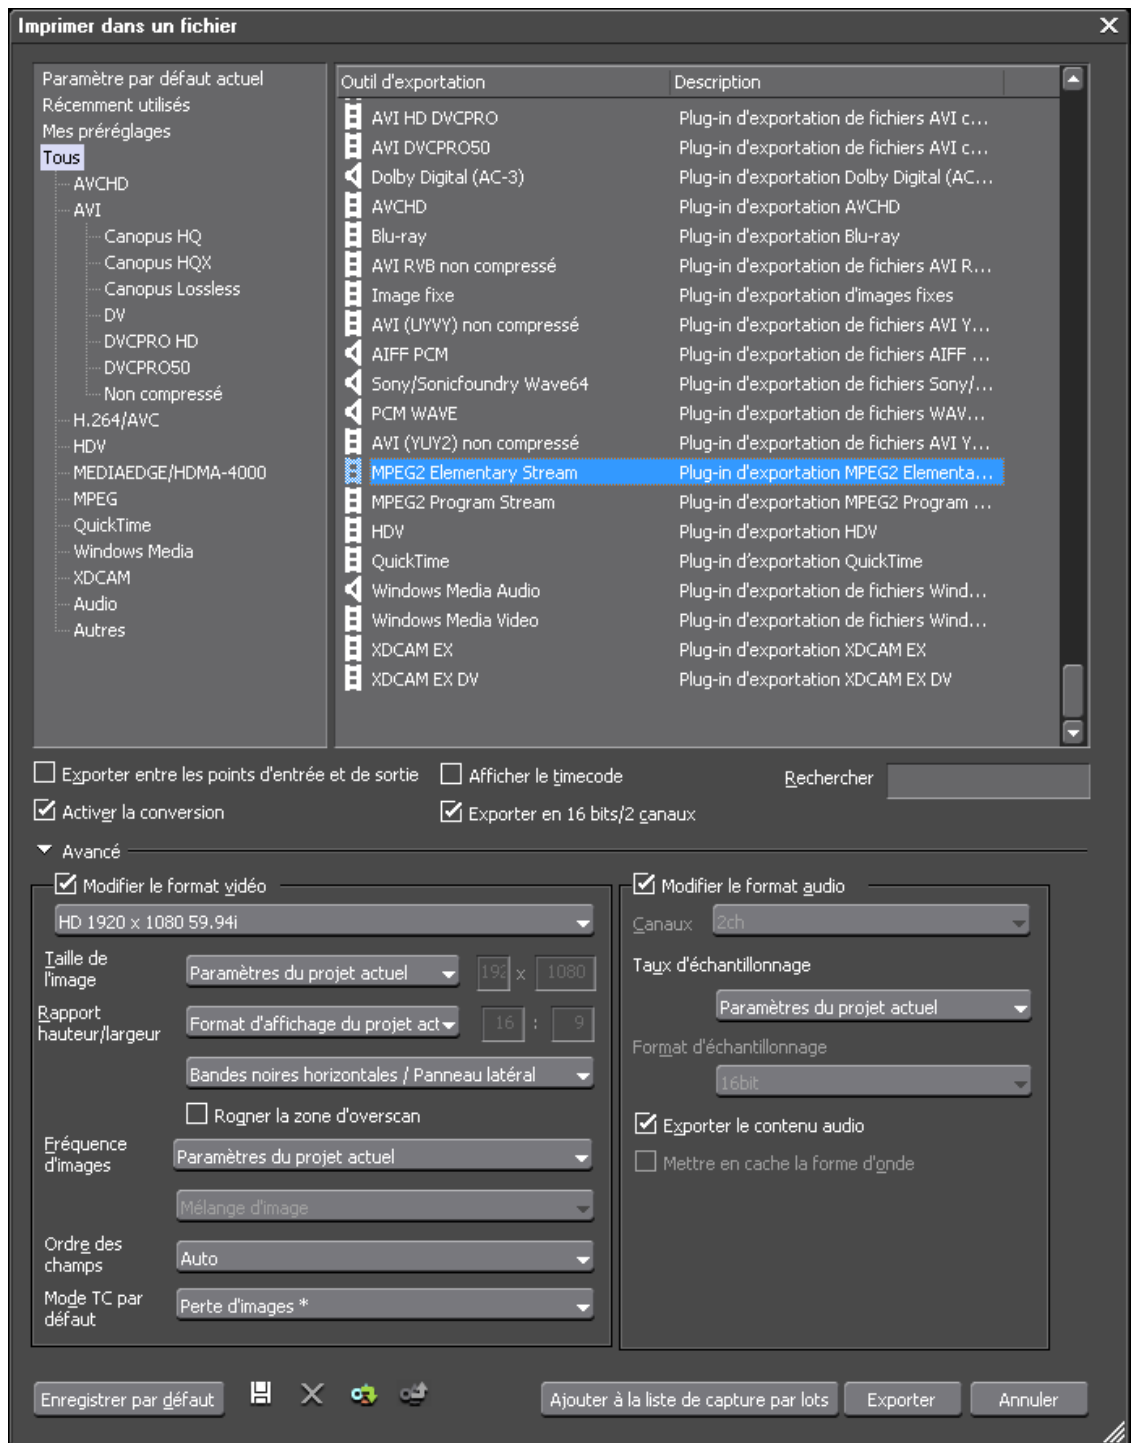 Imprimer dans un fichier
Paramètre par défaut actuel
Récemment utilisés
Mes préréglages
Tous
AVCHD
AVI
Canopus HQ
Canopus HQX
Canopus Lossless
DV
DVCPRO HD
DVCPRO50
Non compressé
H.264/AVC
HDV
MEDIAEDGE/HDMA-4000
MPEG
QuickTime
Windows Media
XDCAM
Audio
Autres
Outil d'exportation Description
AVI HD DVCPRO Plug-in d'exportation de fichiers AVI c...
AVI DVCPRO50 Plug-in d'exportation de fichiers AVI c...
Dolby Digital (AC-3) Plug-in d'exportation Dolby Digital (AC...
AVCHD Plug-in d'exportation AVCHD
Blu-ray Plug-in d'exportation Blu-ray
AVI RVB non compressé Plug-in d'exportation de fichiers AVI R...
Image fixe Plug-in d'exportation d'images fixes
AVI (UYVY) non compressé Plug-in d'exportation de fichiers AVI Y...
AIFF PCM Plug-in d'exportation de fichiers AIFF ...
Sony/Sonicfoundry Wave64 Plug-in d'exportation de fichiers Sony/...
PCM WAVE Plug-in d'exportation de fichiers WAV...
AVI (YUY2) non compressé Plug-in d'exportation de fichiers AVI Y...
MPEG2 Elementary Stream Plug-in d'exportation MPEG2 Elementa...
MPEG2 Program Stream Plug-in d'exportation MPEG2 Program ...
HDV Plug-in d'exportation HDV
QuickTime Plug-in d'exportation QuickTime
Windows Media Audio Plug-in d'exportation de fichiers Wind...
Windows Media Video Plug-in d'exportation de fichiers Wind...
XDCAM EX Plug-in d'exportation XDCAM EX
XDCAM EX DV Plug-in d'exportation XDCAM EX DV
Exporter entre les points d'entrée et de sortie Afficher le timecode Rechercher
Activer la conversion Exporter en 16 bits/2 canaux
Avancé
Modifier le format vidéo
HD 1920 x 1080 59.94i
Taille de
l'image
Paramètres du projet actuel 192 x 1080
Rapport
hauteur/largeur
Format d'affichage du projet act 16 : 9
Bandes noires horizontales / Panneau latéral
Rogner la zone d'overscan
Fréquence
d'images
Paramètres du projet actuel
Mélange d'image
Ordre des
champs
Auto
Mode TC par
défaut
Perte d'images *
Modifier le format audio
Canaux 2ch
Taux d'échantillonnage
Paramètres du projet actuel
Format d'échantillonnage
16bit
Exporter le contenu audio
Mettre en cache la forme d'onde
Enregistrer par défaut Ajouter à la liste de capture par lots Exporter Annuler